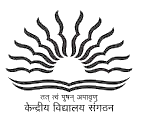 तत् त्वं पूषन् अपावृणु
केन्द्रीय विद्यालय संगठन